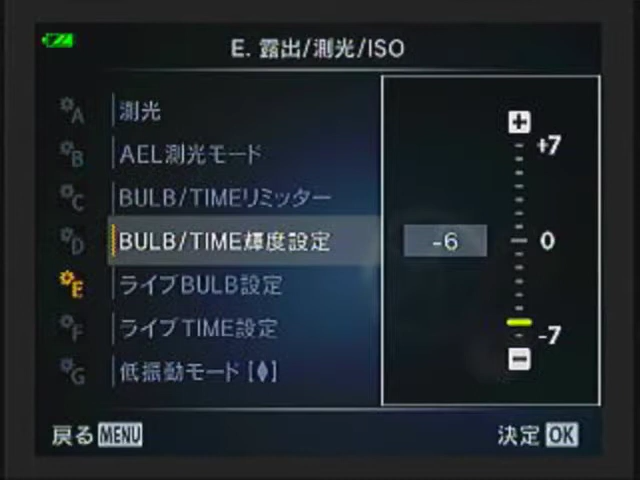 E. 露出/測光/ISO
A 測光
B AEL測光モード
C BULB/TIMEリミッター
D BULB/TIME輝度設定
E ライブBULB設定
F ライブTIME設定
G 低振動モード [♦]
+
+7
-6
0
-7
-
戻る MENU
決定 OK